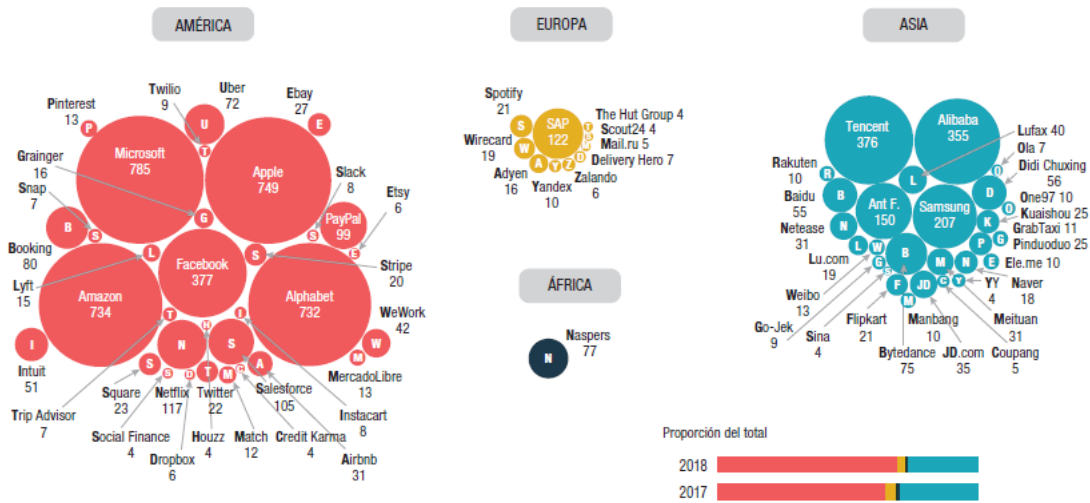 AMÉRICA
Twilio
9
Uber
72
Ebay
27
Pinterest
13
P
U
E
T
Microsoft
785
Apple
749
Grainger
16
Slack
8
Snap
7
Etsy
6
G
PayPal
99
B
S
S
E
Booking
80
L
Facebook
377
S
Stripe
20
Lyft
15
Amazon
734
Alphabet
732
WeWork
42
T
H
I
I
N
S
W
M
Intuit
51
S
S
D
T
M
C
A
MercadoLibre
13
Square
23
Netflix
117
Twitter
22
Salesforce
105
Trip Advisor
7
Instacart
8
Social Finance
4
Houzz
4
Match
12
Credit Karma
4
Dropbox
6
Airbnb
31
EUROPA
Spotify
21
SAP
122
The Hut Group 4
Scout24 4
Mail.ru 5
Delivery Hero 7
S
T
S
M
Wirecard
19
W
A
Y
Z
D
Adyen
16
Yandex
10
Zalando
6
ÁFRICA
N
Naspers
77
ASIA
Tencent
376
Alibaba
355
Lufax 40
Ola 7
Didi Chuxing
56
Rakuten
10
R
L
O
D
One97 10
Baidu
55
B
Ant F.
150
Samsung
207
O
Kuaishou 25
K
GrabTaxi 11
Netease
31
N
P
G
Pinduoduo 25
L
W
B
M
N
E
Ele.me 10
Lu.com
19
G
S
F
JD
C
Y
YY
4
Naver
18
Weibo
13
M
Go-Jek
9
Sina
4
Flipkart
21
Manbang
10
Meituan
31
Bytedance
75
JD.com
35
Coupang
5
Proporción del total
2018
2017